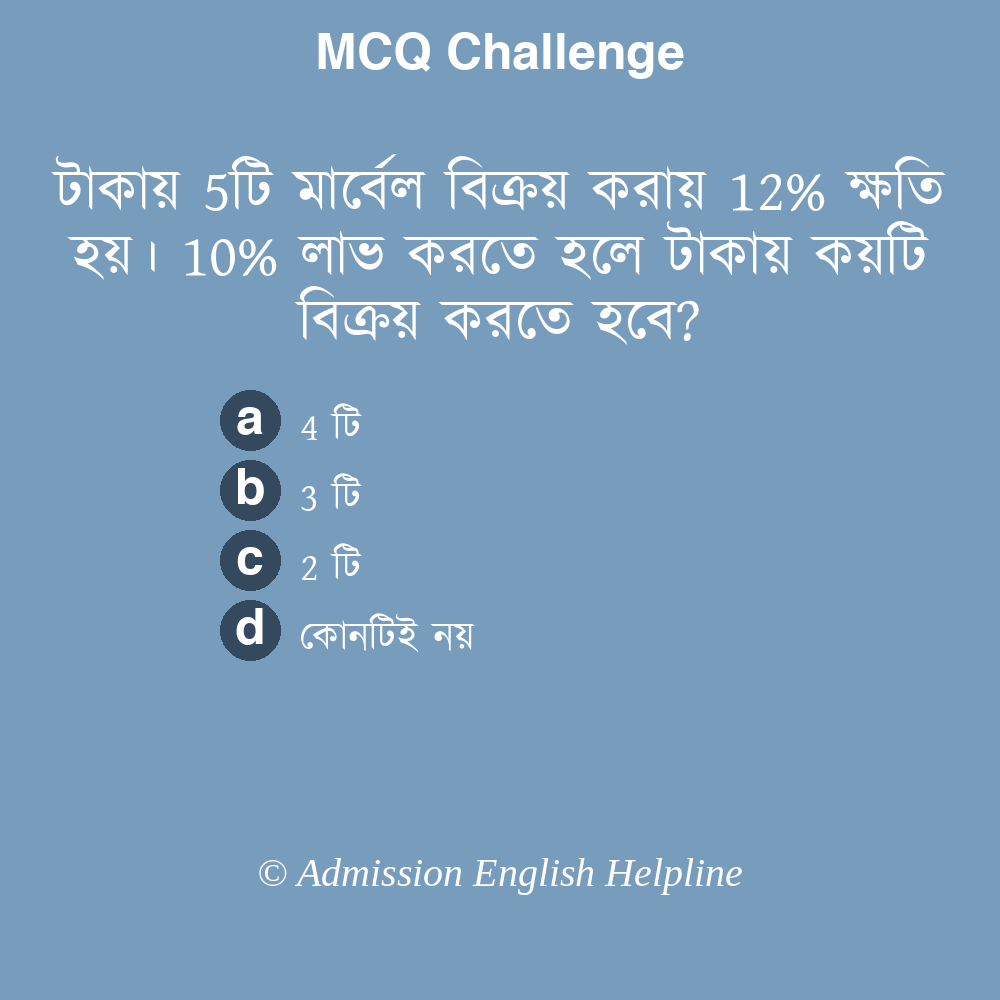 MCQ Challenge
টাকায় 5টি মার্বেল বিক্রয় করায় 12% ক্ষতি
হয়। 10% লাভ করতে হলে টাকায় কয়টি
বিক্রয় করতে হবে?
a 4 টি
b 3 টি
c 2 টি
d কোনটিই নয়
© Admission English Helpline